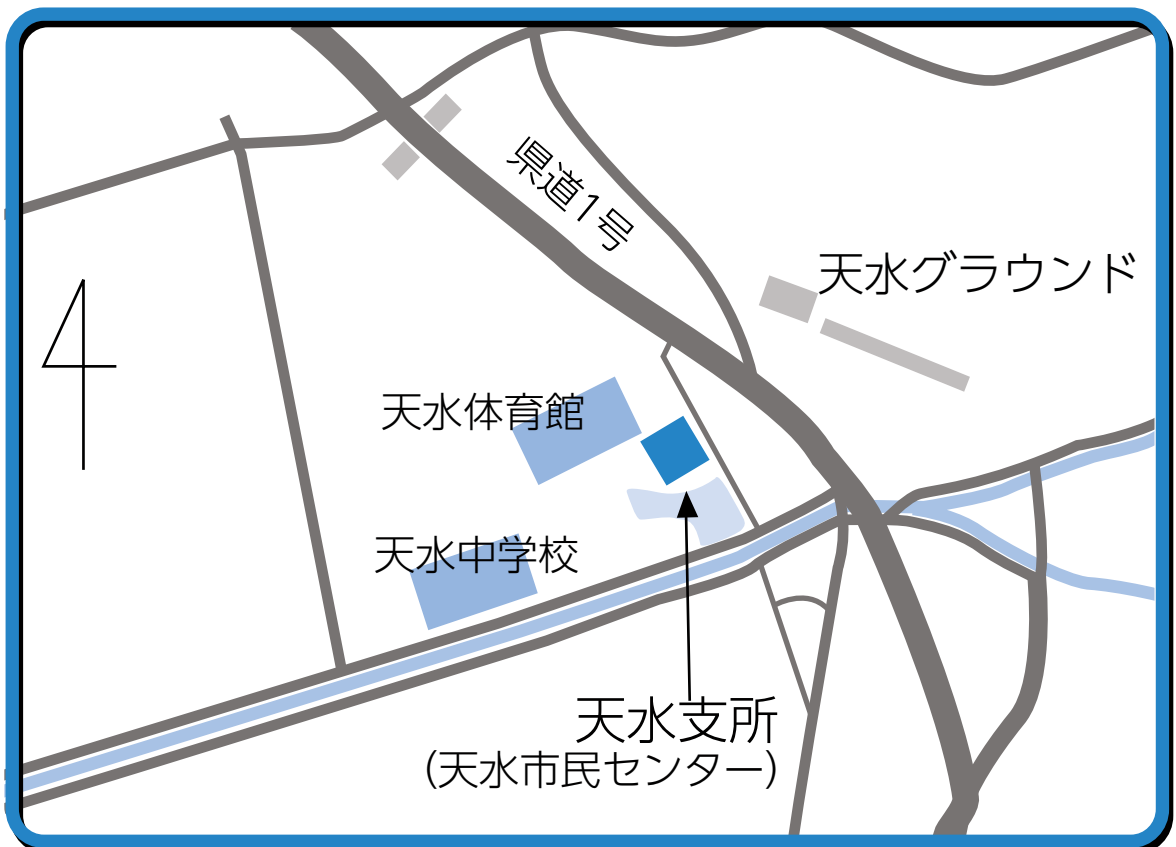 県道1号
天水グラウンド
天水体育館
天水中学校
天水支所
(天水市民センター)